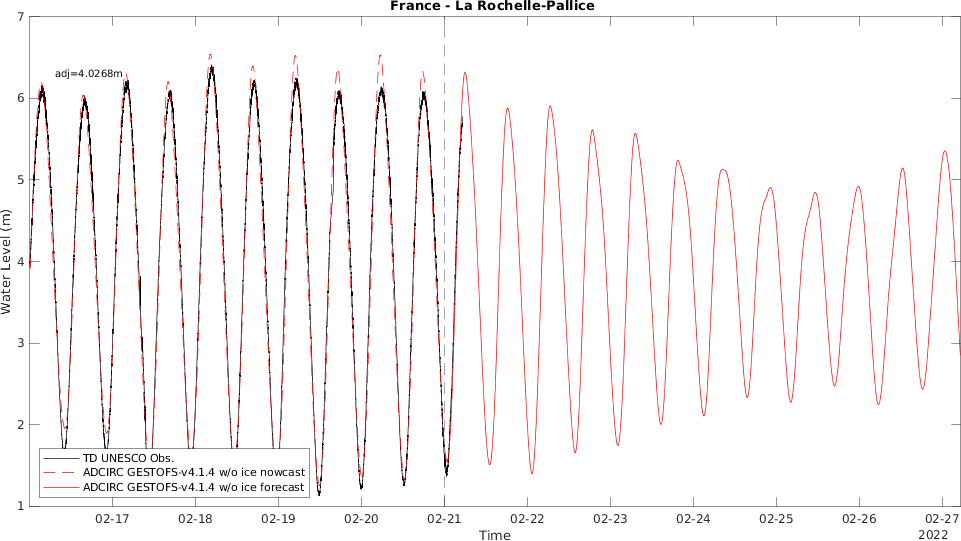 France - La Rochelle-Pallice
adj=4.0268m
7
6
5
4
3
2
1
Water Level (m)
TD UNESCO Obs.
ADCIRC GESTOFS-v4.1.4 w/o ice nowcast
ADCIRC GESTOFS-v4.1.4 w/o ice forecast
02-17 02-18 02-19 02-20 02-21 02-22 02-23 02-24 02-25 02-26 02-27
Time
2022